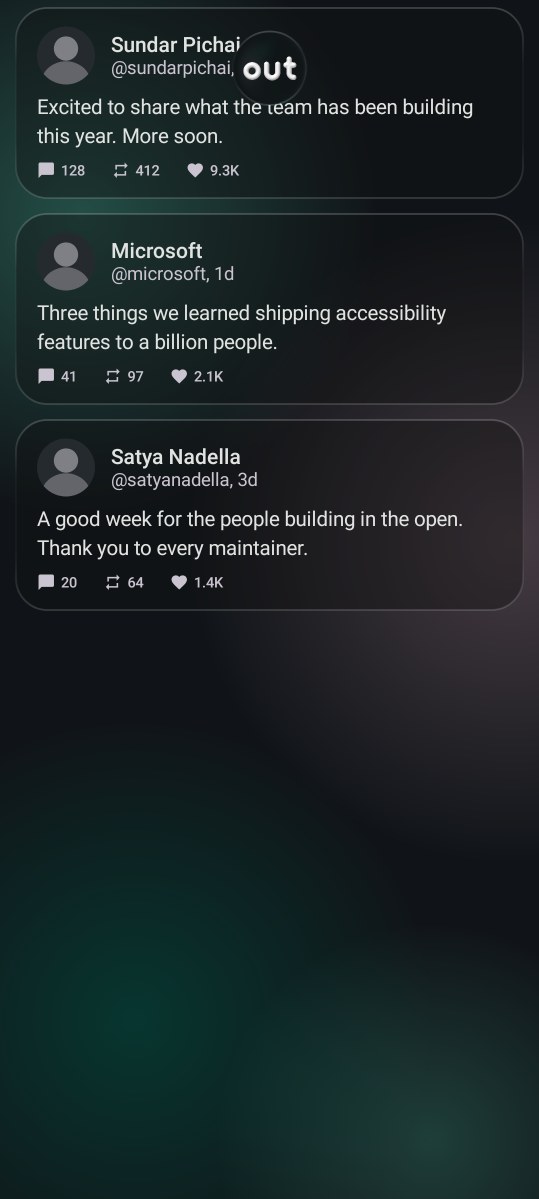 Sundar Pichai
@sundarpichai,
out
Excited to share what the team has been building
this year. More soon.
128 412 9.3K
Microsoft
@microsoft, 1d
Three things we learned shipping accessibility
features to a billion people.
41 97 2.1K
Satya Nadella
@satyanadella, 3d
A good week for the people building in the open.
Thank you to every maintainer.
20 64 1.4K